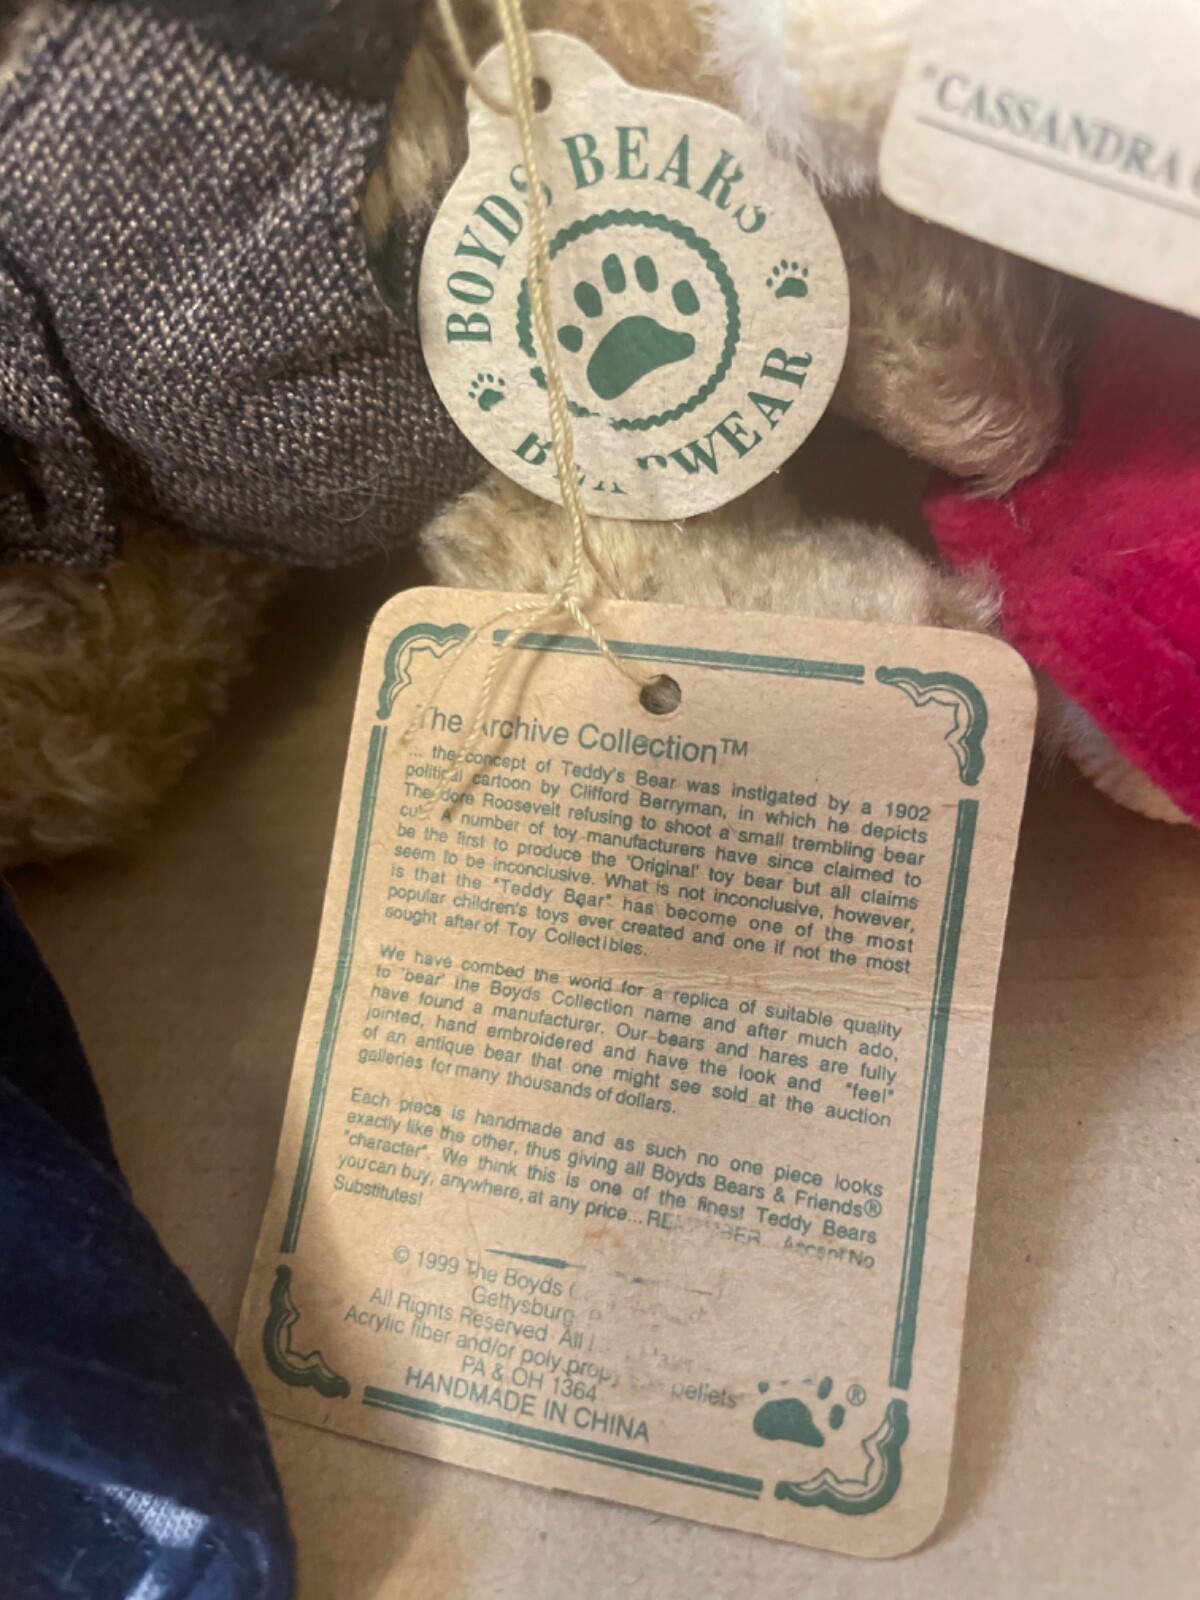 BOYDS BEARS
BEARWEAR
"CASSANDRA
The Archive Collection™
... the concept of Teddy's Bear was instigated by a 1902
political cartoon by Clifford Berryman, in which he depicts
Theodore Roosevelt refusing to shoot a small trembling bear
cub. A number of toy manufacturers have since claimed to
be the first to produce the 'Original' toy bear but all claims
seem to be inconclusive. What is not inconclusive, however,
is that the "Teddy Bear" has become one of the most
popular children's toys ever created and one if not the most
sought after of Toy Collectibles.
We have combed the world for a replica of suitable quality
to 'bear' the Boyds Collection name and after much ado,
have found a manufacturer. Our bears and hares are fully
jointed, hand embroidered and have the look and "feel"
of an antique bear that one might see sold at the auction
galleries for many thousands of dollars.
Each piece is handmade and as such no one piece looks
exactly like the other, thus giving all Boyds Bears & Friends®
"character". We think this is one of the finest Teddy Bears
you can buy, anywhere, at any price... REMEMBER... Accept No
Substitutes!
© 1999 The Boyds
Gettysburg
All Rights Reserved All
Acrylic fiber and/or poly.prop. pellets
PA & OH 1364
HANDMADE IN CHINA
®